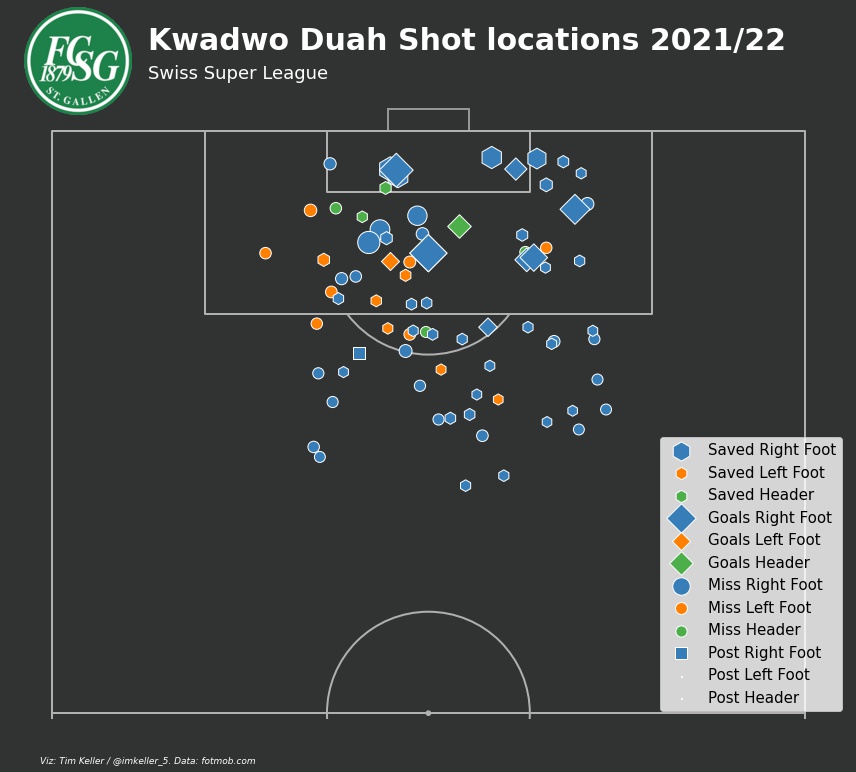 FC
SG
1879
ST. GALLEN
Kwadwo Duah Shot locations 2021/22
Swiss Super League
Saved Right Foot
Saved Left Foot
Saved Header
Goals Right Foot
Goals Left Foot
Goals Header
Miss Right Foot
Miss Left Foot
Miss Header
Post Right Foot
Post Left Foot
Post Header
Viz: Tim Keller / @imkeller_5. Data: fotmob.com